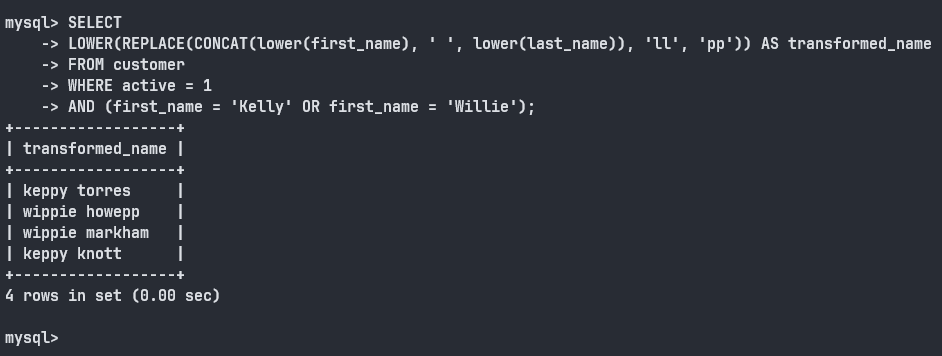 mysql> SELECT
    -> LOWER(REPLACE(CONCAT(lower(first_name), ' ', lower(last_name)), 'll', 'pp')) AS transformed_name
    -> FROM customer
    -> WHERE active = 1
    -> AND (first_name = 'Kelly' OR first_name = 'Willie');
+------------------+
| transformed_name |
+------------------+
| keppy torres     |
| wippie howepp    |
| wippie markham   |
| keppy knott      |
+------------------+
4 rows in set (0.00 sec)

mysql>